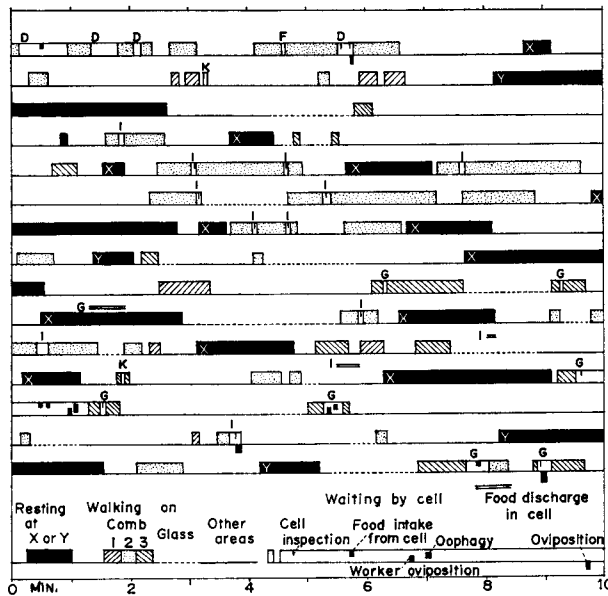 D D D F D
K Y
I X
X I I X I
I I
X I I X
Y X
G G
G X I X
I X I
X K I X G
G G
I Y
Y G G
Resting at X or Y
Walking on Comb 1 2 3
Glass
Other areas
Waiting by cell
Cell inspection
Food intake from cell
Food discharge in cell
Oophagy
Worker oviposition
Oviposition
0 MIN. 2 4 6 8 10